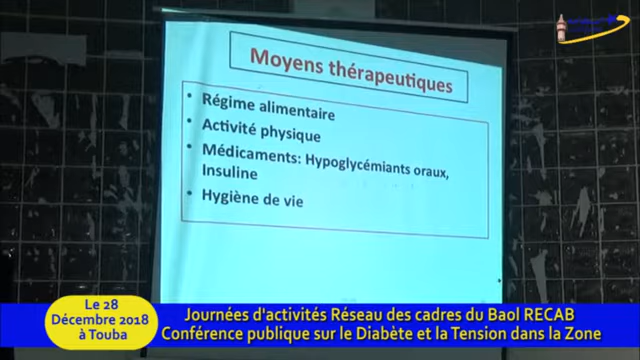 Moyens thérapeutiques
• Régime alimentaire
• Activité physique
• Médicaments: Hypoglycémiants oraux,
Insuline
• Hygiène de vie
Le 28
Décembre 2018
à Touba
Journées d'activités Réseau des cadres du Baol RECAB
Conférence publique sur le Diabète et la Tension dans la Zone